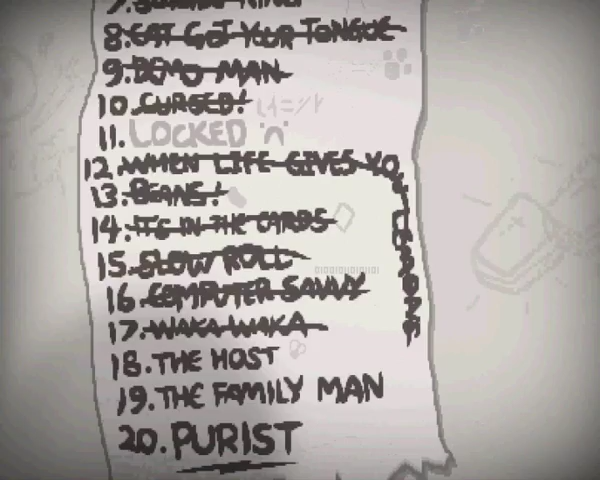 8.CAT GOT YOUR TONGUE
9.DEMO MAN
10.CURSED!
11.LOCKED
12.WHEN LIFE GIVES YOU LEMONS
13.BEANS!
14.IT'S IN THE CARDS
15.SLOW ROLL
16.COMPUTER SAVVY
17.WAKA WAKA
18.THE HOST
19.THE FAMILY MAN
20.PURIST